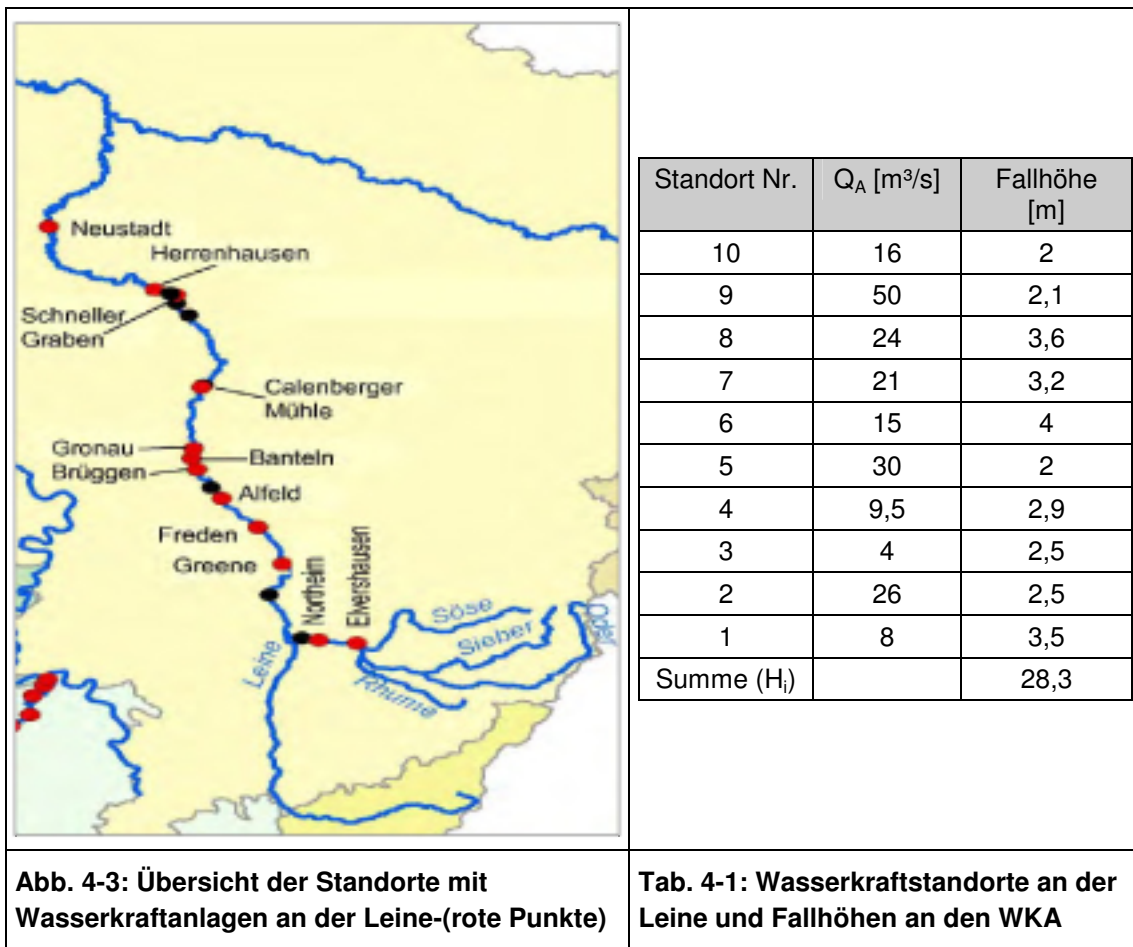 Neustadt
Herrenhausen
Schneller
Graben
Calenberger
Mühle
Gronau
Banteln
Brüggen
Alfeld
Freden
Greene
Northeim
Elvershausen
Söse
Sieber
Oder
Leine
Rhume
Standort Nr. QA [m³/s] Fallhöhe
[m]
10 16 2
9 50 2,1
8 24 3,6
7 21 3,2
6 15 4
5 30 2
4 9,5 2,9
3 4 2,5
2 26 2,5
1 8 3,5
Summe (Hi) 28,3
Abb. 4-3: Übersicht der Standorte mit
Wasserkraftanlagen an der Leine-(rote Punkte)
Tab. 4-1: Wasserkraftstandorte an der
Leine und Fallhöhen an den WKA